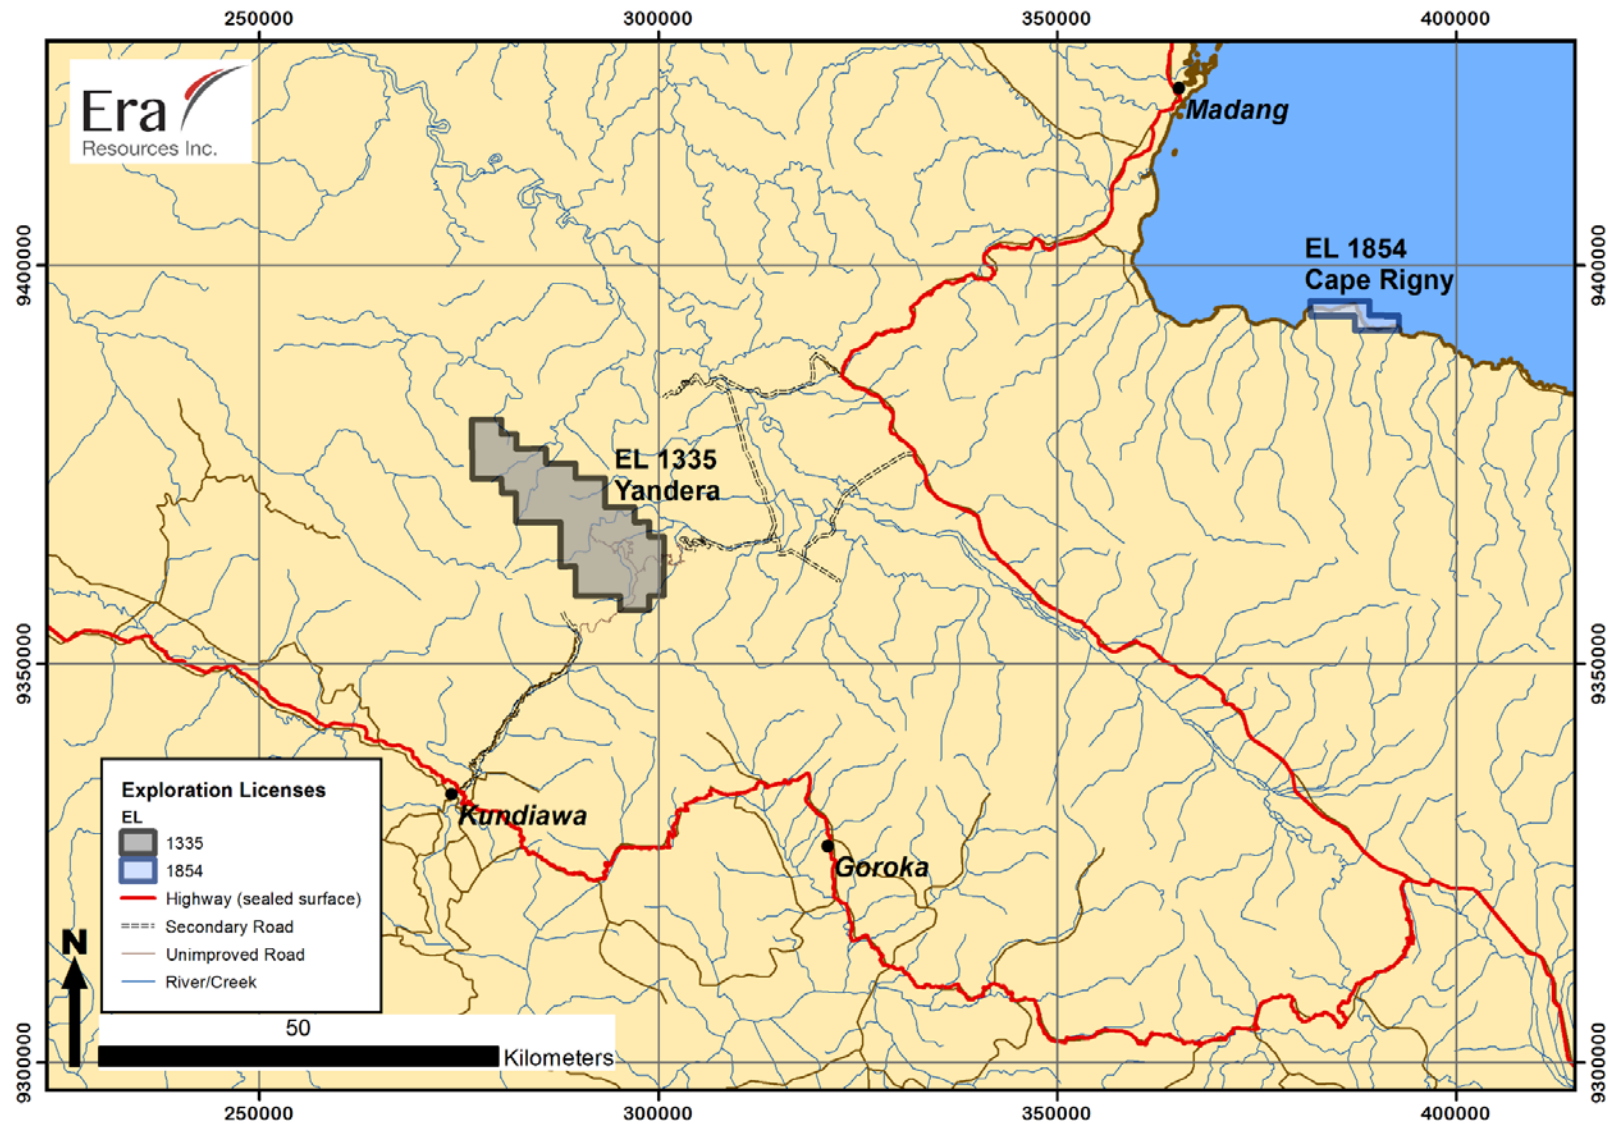 250000
300000
350000
400000
Era
Resources Inc.
Madang
9400000
9400000
EL 1854
Cape Rigny
EL 1335
Yandera
9350000
9350000
Kundiawa
Goroka
Exploration Licenses
EL
1335
1854
Highway (sealed surface)
Secondary Road
Unimproved Road
River/Creek
N
50
Kilometers
9300000
9300000
250000
300000
350000
400000